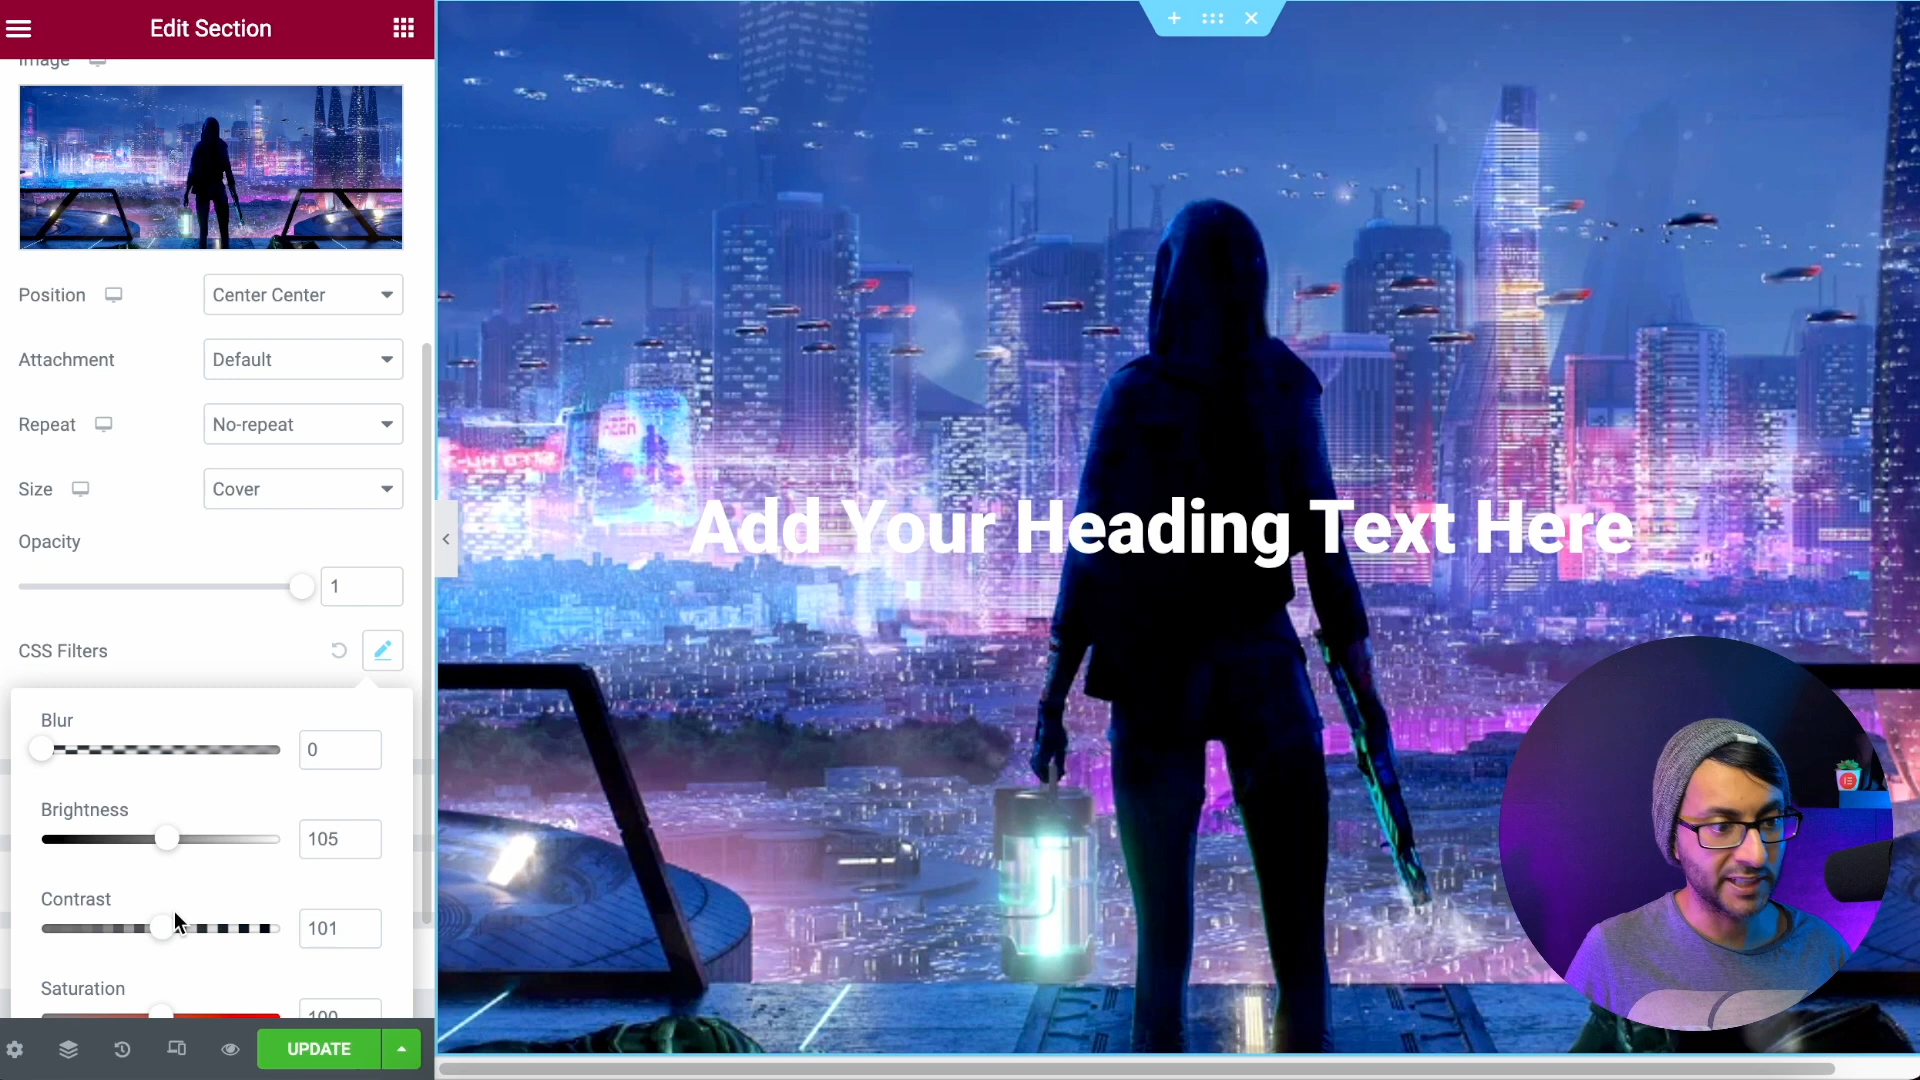 Edit Section
Image
Position
Center Center
Attachment
Default
Repeat
No-repeat
Size
Cover
Opacity
1
CSS Filters
Blur
0
Brightness
105
Contrast
101
Saturation
100
UPDATE
Add Your Heading Text Here